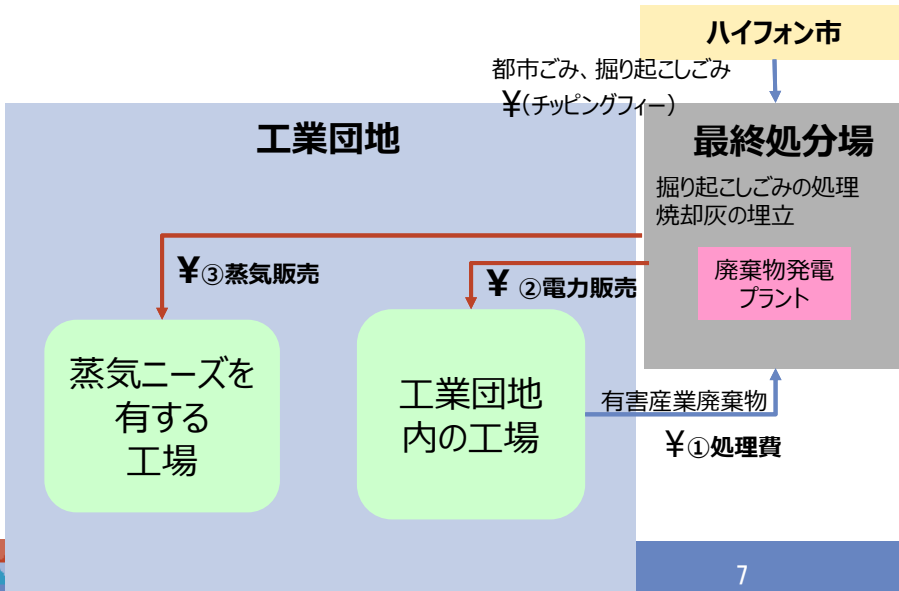 ハイフォン市
都市ごみ、掘り起こしごみ
¥(チッピングフィー)
工業団地
最終処分場
掘り起こしごみの処理
焼却灰の埋立
廃棄物発電
プラント
¥③蒸気販売
¥ ②電力販売
蒸気ニーズを
有する
工場
工業団地
内の工場
有害産業廃棄物
¥①処理費
7